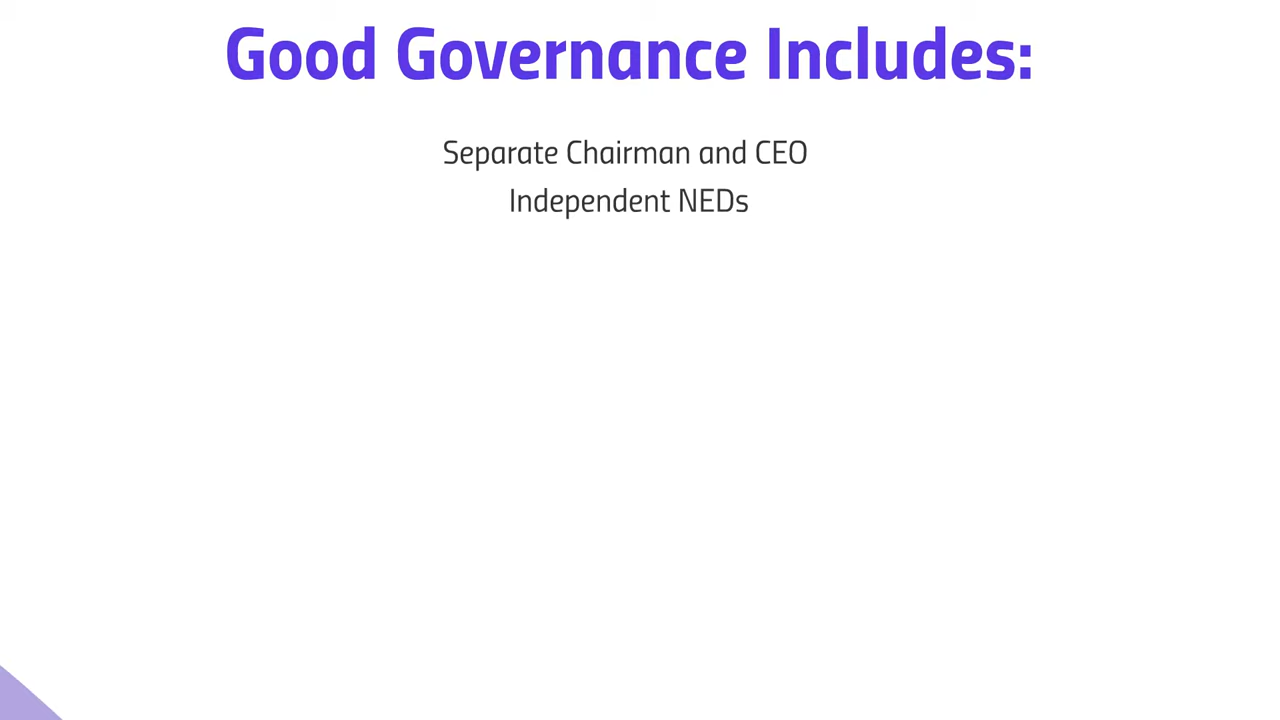 Good Governance Includes:
Separate Chairman and CEO
Independent NEDs